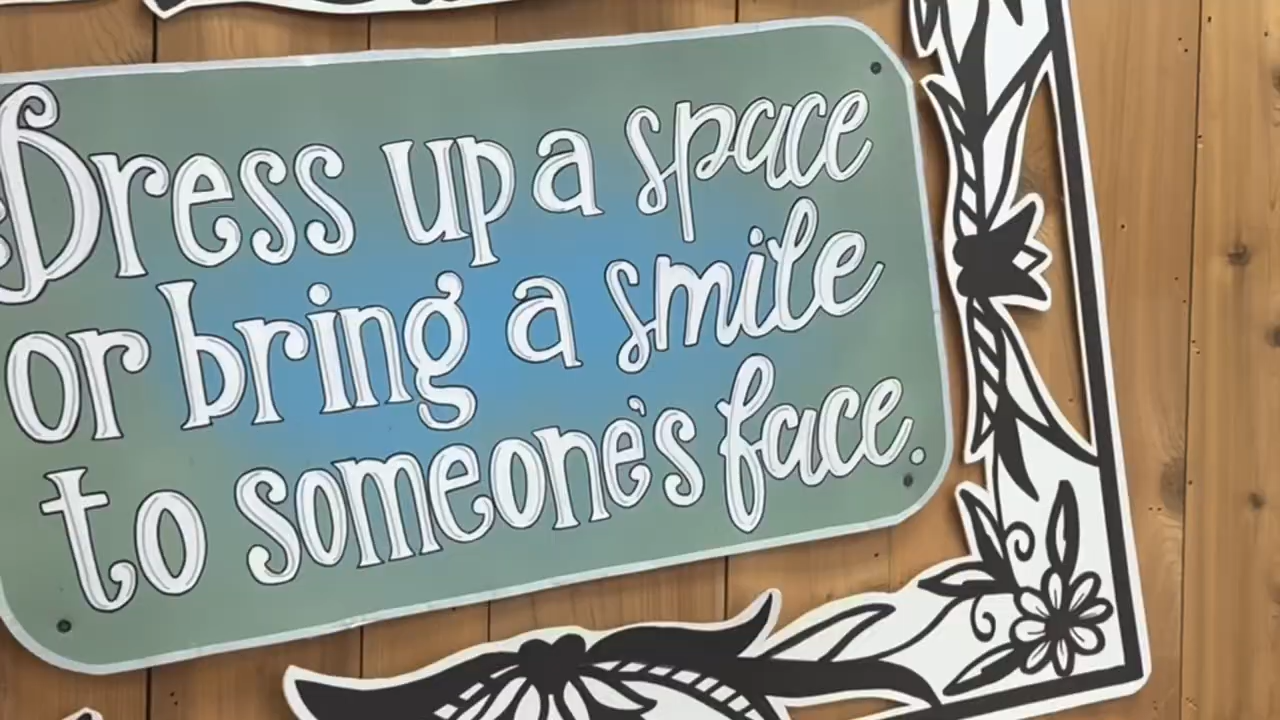 Dress up a space
or bring a smile
to someone's face.